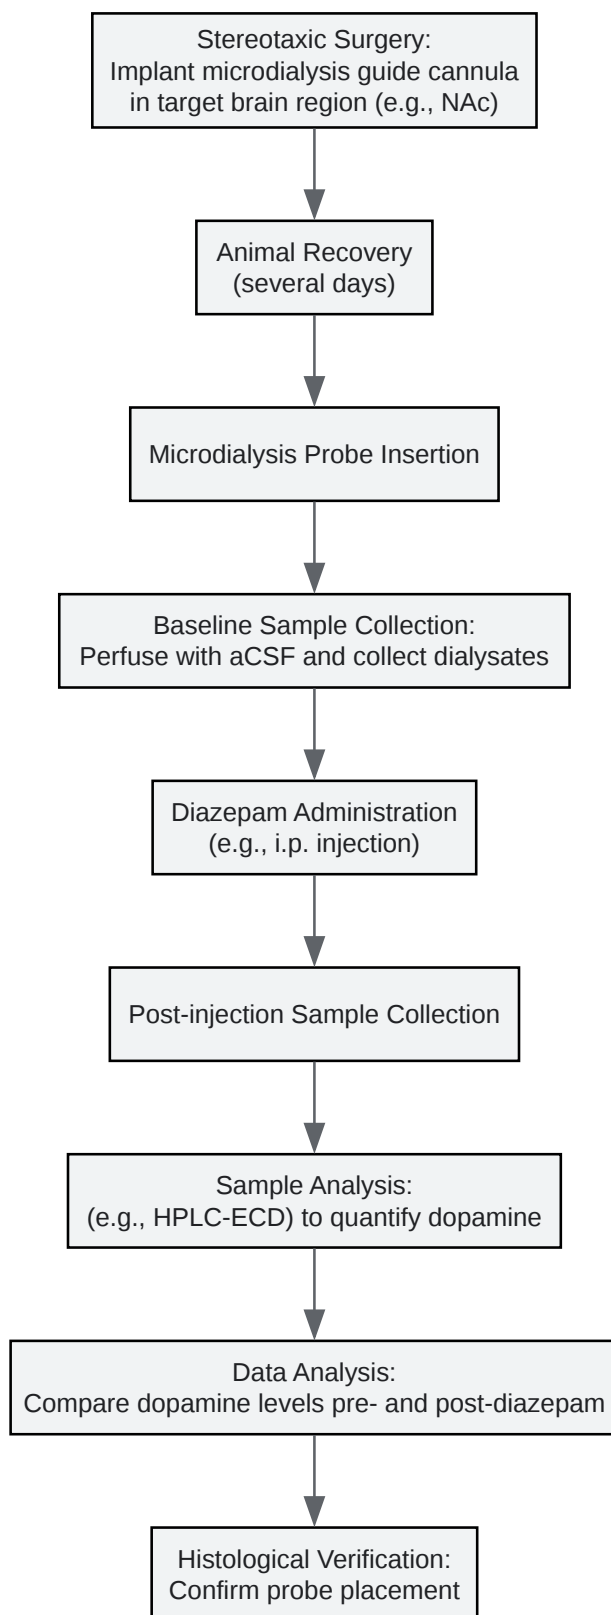 Stereotaxic Surgery:
Implant microdialysis guide cannula
in target brain region (e.g., NAc)
Animal Recovery
(several days)
Microdialysis Probe Insertion
Baseline Sample Collection:
Perfuse with aCSF and collect dialysates
Diazepam Administration
(e.g., i.p. injection)
Post-injection Sample Collection
Sample Analysis:
(e.g., HPLC-ECD) to quantify dopamine
Data Analysis:
Compare dopamine levels pre- and post-diazepam
Histological Verification:
Confirm probe placement